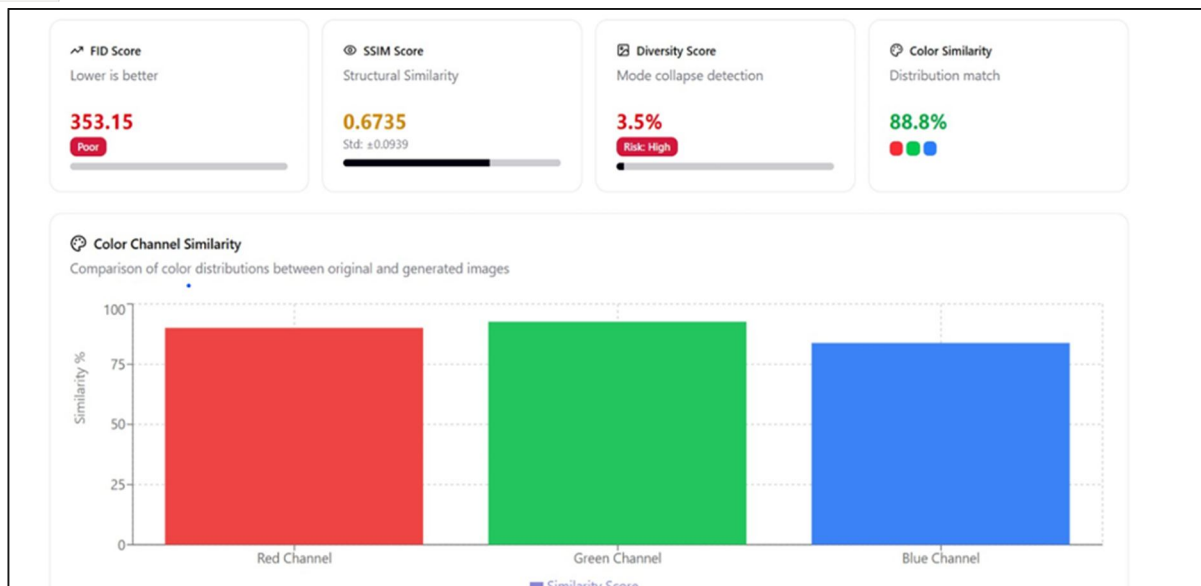 FID Score
Lower is better
353.15
Poor
SSIM Score
Structural Similarity
0.6735
Std: ±0.0939
Diversity Score
Mode collapse detection
3.5%
Risk: High
Color Similarity
Distribution match
88.8%
Color Channel Similarity
Comparison of color distributions between original and generated images
Similarity %
100
75
50
25
0
Red Channel
Green Channel
Blue Channel
Similarity Score